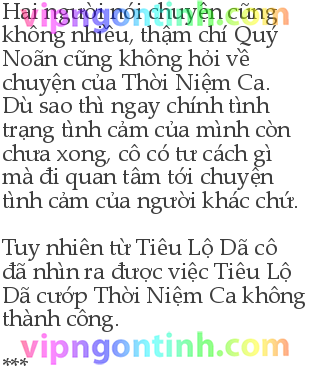 Hai người nói chuyện cũng
vipngontinh.com
không nhiều, thậm chí Quý
Noãn cũng không hỏi về
chuyện của Thời Niệm Ca.
Dù sao thì ngay chính tình
trạng tình cảm của mình còn
chưa xong, cô có tư cách gì
mà đi quan tâm tới chuyện
tình cảm của người khác chứ.
Tuy nhiên từ Tiêu Lộ Dã cô
đã nhìn ra được việc Tiêu Lộ
Dã cướp Thời Niệm Ca không
thành công.
vipngontinh.com
***